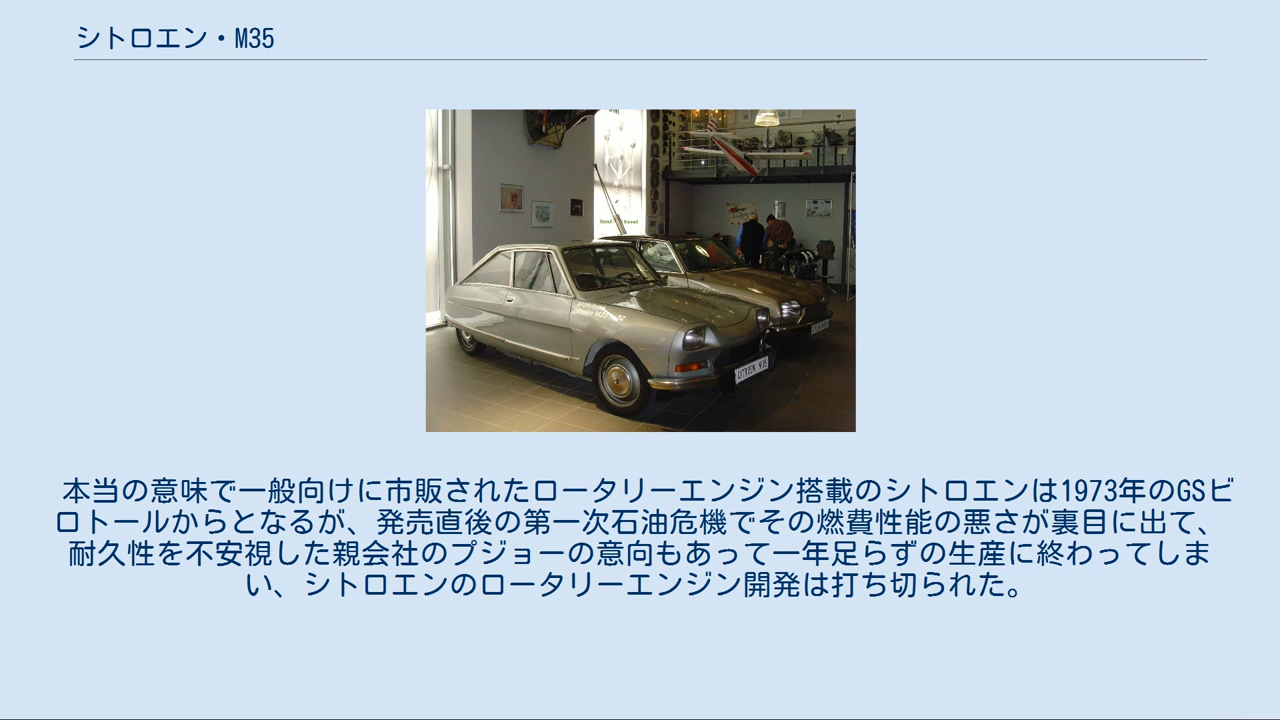 シトロエン・M35
CITROEN M35
本当の意味で一般向けに市販されたロータリーエンジン搭載のシトロエンは1973年のGSビ
ロトールからとなるが、発売直後の第一次石油危機でその燃費性能の悪さが裏目に出て、
耐久性を不安視した親会社のプジョーの意向もあって一年足らずの生産に終わってしま
い、シトロエンのロータリーエンジン開発は打ち切られた。